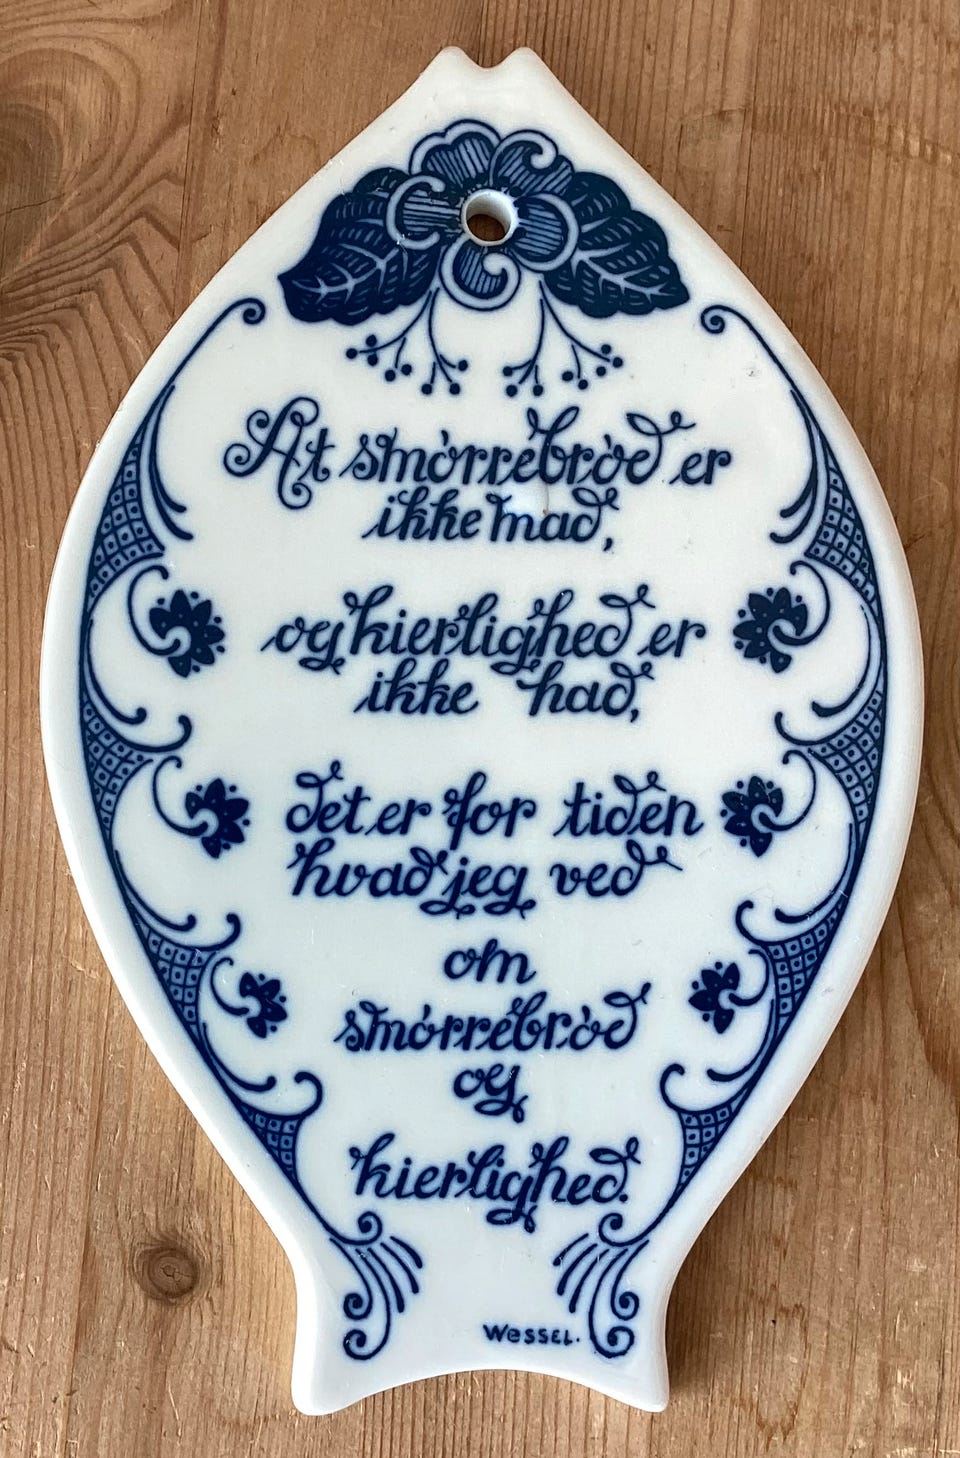 At smørrebrød er
ikke mad,
og kierlighed er
ikke had,
det er for tiden
hvad jeg ved
om
smørrebrød
og
kierlighed.
WESSEL.